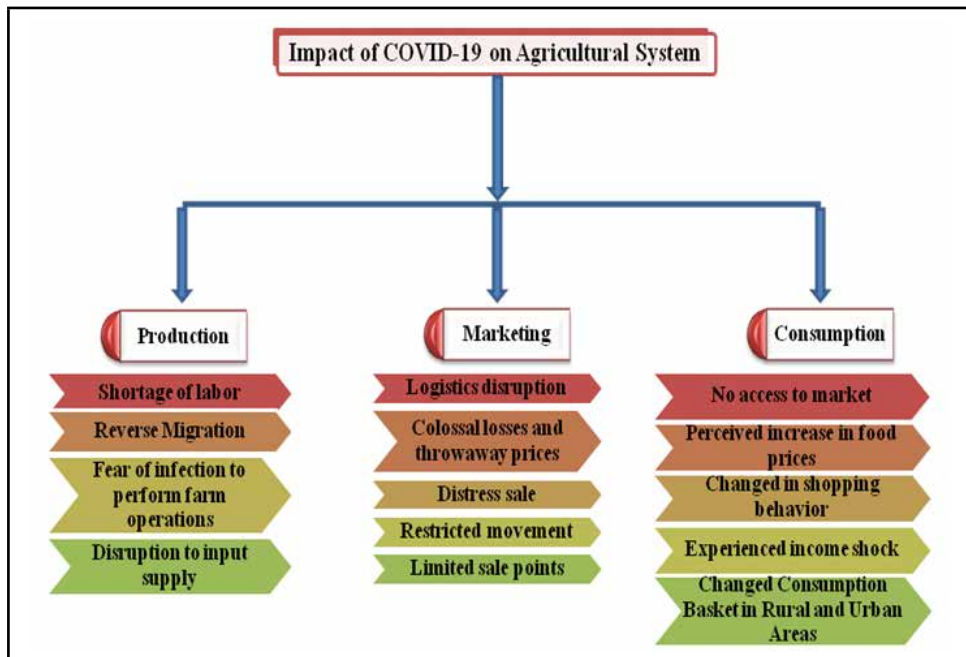 Impact of COVID-19 on Agricultural System
Production
Shortage of labor
Reverse Migration
Fear of infection to
perform farm
operations
Disruption to input
supply
Marketing
Logistics disruption
Colossal losses and
throwaway prices
Distress sale
Restricted movement
Limited sale points
Consumption
No access to market
Perceived increase in food
prices
Changed in shopping
behavior
Experienced income shock
Changed Consumption
Basket in Rural and Urban
Areas